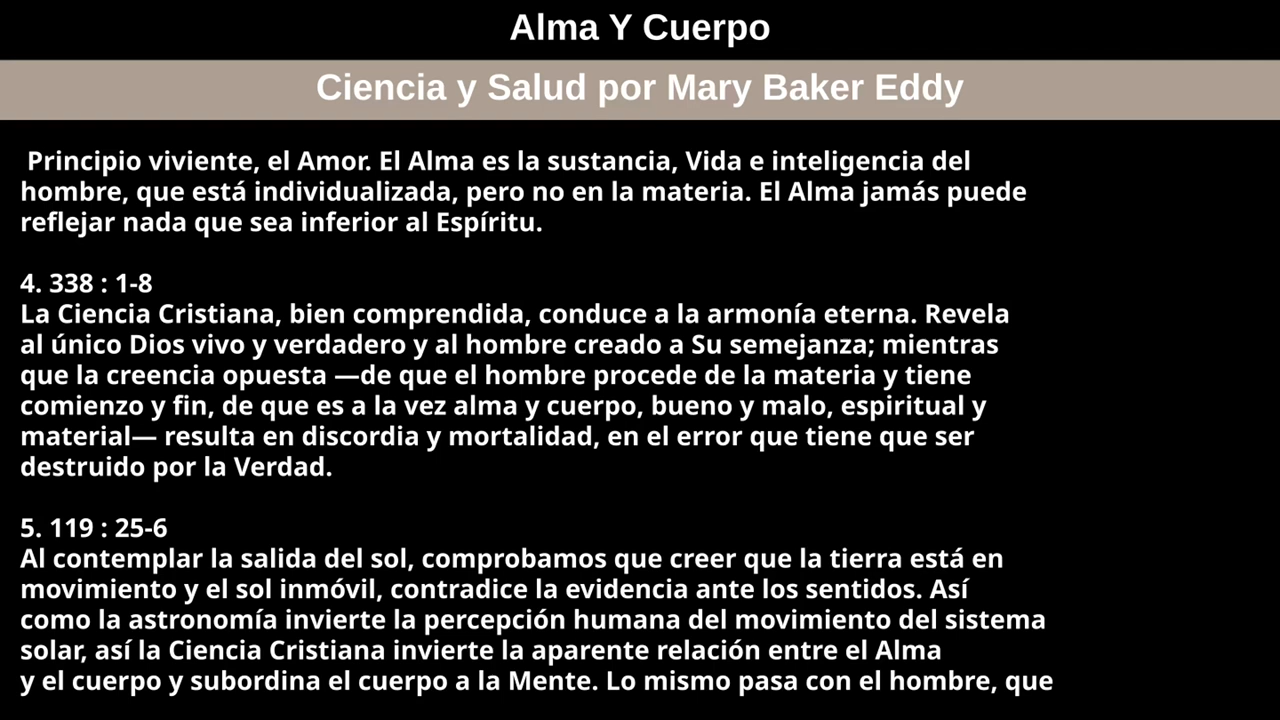 Alma Y Cuerpo
Ciencia y Salud por Mary Baker Eddy
Principio viviente, el Amor. El Alma es la sustancia, Vida e inteligencia del
hombre, que está individualizada, pero no en la materia. El Alma jamás puede
reflejar nada que sea inferior al Espíritu.
4. 338 : 1-8
La Ciencia Cristiana, bien comprendida, conduce a la armonía eterna. Revela
al único Dios vivo y verdadero y al hombre creado a Su semejanza; mientras
que la creencia opuesta —de que el hombre procede de la materia y tiene
comienzo y fin, de que es a la vez alma y cuerpo, bueno y malo, espiritual y
material— resulta en discordia y mortalidad, en el error que tiene que ser
destruido por la Verdad.
5. 119 : 25-6
Al contemplar la salida del sol, comprobamos que creer que la tierra está en
movimiento y el sol inmóvil, contradice la evidencia ante los sentidos. Así
como la astronomía invierte la percepción humana del movimiento del sistema
solar, así la Ciencia Cristiana invierte la aparente relación entre el Alma
y el cuerpo y subordina el cuerpo a la Mente. Lo mismo pasa con el hombre, que